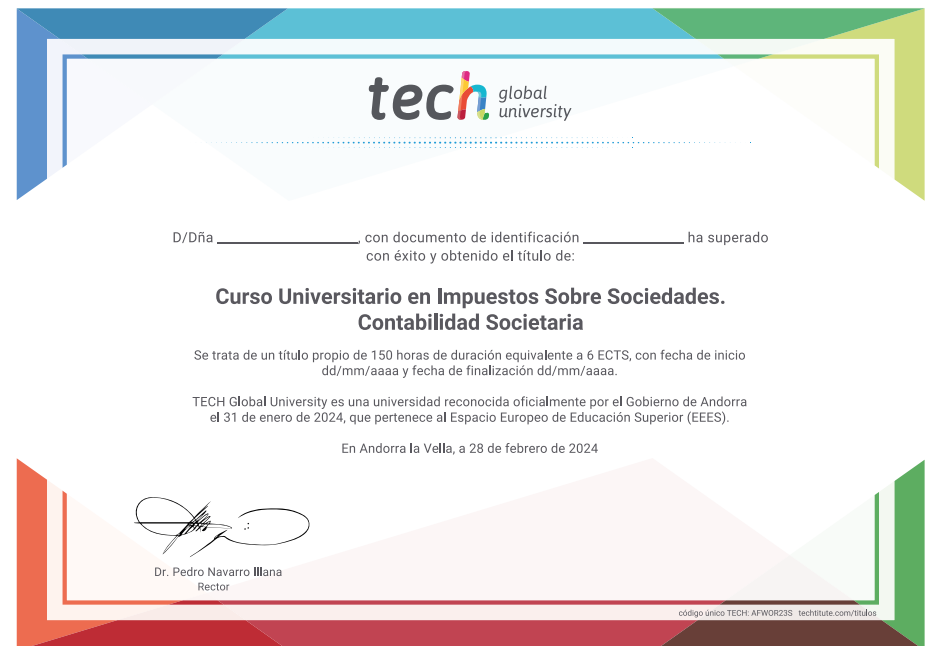 tech global
university
D/Dña ____________________, con documento de identificación ______________ ha superado
con éxito y obtenido el título de:
Curso Universitario en Impuestos Sobre Sociedades.
Contabilidad Societaria
Se trata de un título propio de 150 horas de duración equivalente a 6 ECTS, con fecha de inicio
dd/mm/aaaa y fecha de finalización dd/mm/aaaa.
TECH Global University es una universidad reconocida oficialmente por el Gobierno de Andorra
el 31 de enero de 2024, que pertenece al Espacio Europeo de Educación Superior (EEES).
En Andorra la Vella, a 28 de febrero de 2024
Dr. Pedro Navarro Illana
Rector
código único TECH: AFWOR23S techtitute.com/titulos